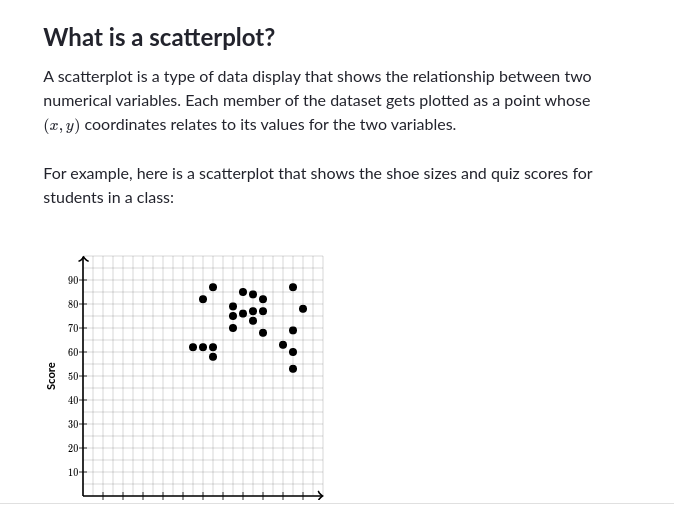 What is a scatterplot?
A scatterplot is a type of data display that shows the relationship between two
numerical variables. Each member of the dataset gets plotted as a point whose
(x, y) coordinates relates to its values for the two variables.
For example, here is a scatterplot that shows the shoe sizes and quiz scores for
students in a class:
90
80
70
60
Score
50
40
30
20
10